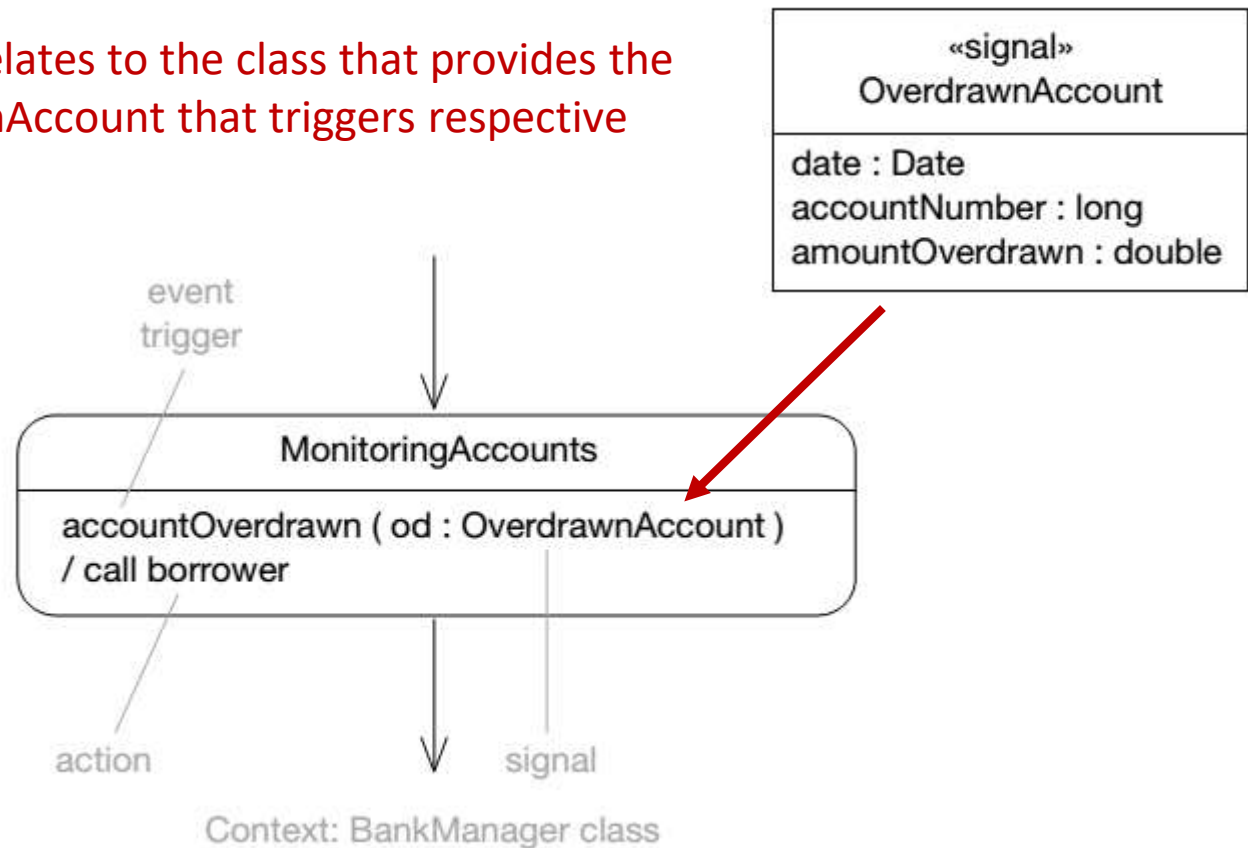 elates to the class that provides the
nAccount that triggers respective
«signal»
OverdrawnAccount
date : Date
accountNumber : long
amountOverdrawn : double
event
trigger
MonitoringAccounts
accountOverdrawn ( od : OverdrawnAccount )
/ call borrower
action
signal
Context: BankManager class